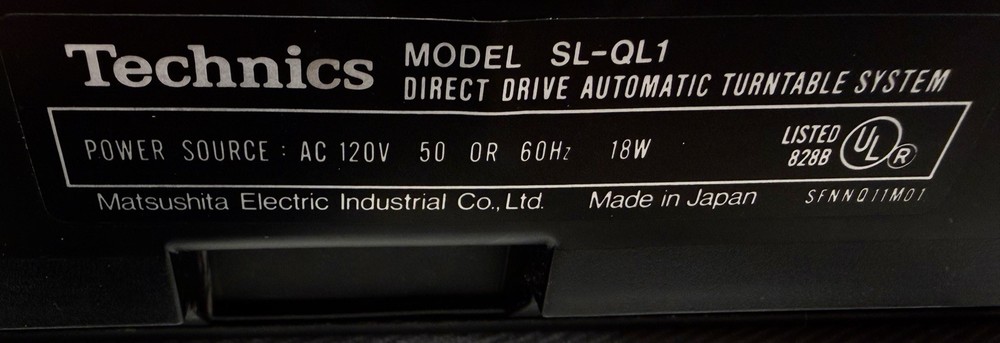 Technics
MODEL SL-QL1
DIRECT DRIVE AUTOMATIC TURNTABLE SYSTEM
POWER SOURCE : AC 120V 50 OR 60Hz 18W
LISTED
828B
UL
®
Matsushita Electric Industrial Co., Ltd. Made in Japan SFNNQ11M01